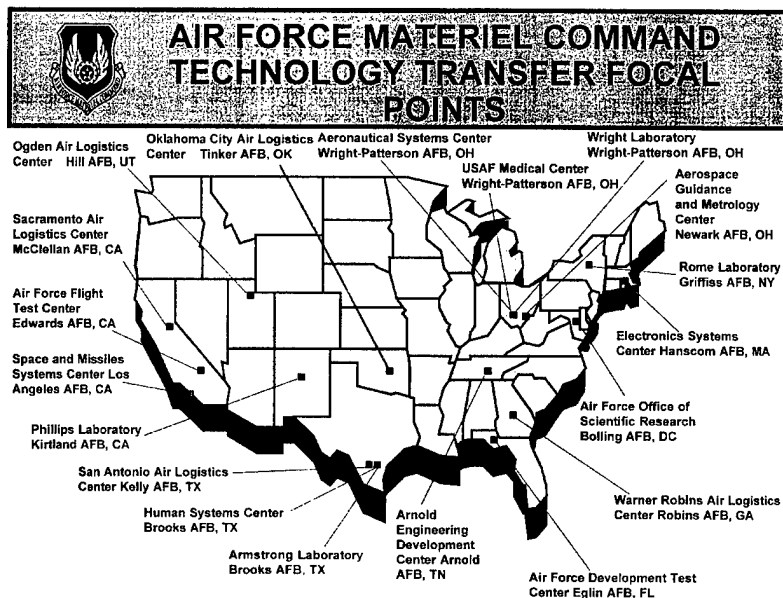 AIR FORCE MATERIEL COMMAND
TECHNOLOGY TRANSFER FOCAL
POINTS
Ogden Air Logistics
Center Hill AFB, UT
Oklahoma City Air Logistics
Center Tinker AFB, OK
Aeronautical Systems Center
Wright-Patterson AFB, OH
USAF Medical Center
Wright-Patterson AFB, OH
Wright Laboratory
Wright-Patterson AFB, OH
Aerospace
Guidance
and Metrology
Center
Newark AFB, OH
Sacramento Air
Logistics Center
McClellan AFB, CA
Rome Laboratory
Griffiss AFB, NY
Air Force Flight
Test Center
Edwards AFB, CA
Electronics Systems
Center Hanscom AFB, MA
Space and Missiles
Systems Center Los
Angeles AFB, CA
Air Force Office of
Scientific Research
Bolling AFB, DC
Phillips Laboratory
Kirtland AFB, CA
San Antonio Air Logistics
Center Kelly AFB, TX
Warner Robins Air Logistics
Center Robins AFB, GA
Human Systems Center
Brooks AFB, TX
Arnold
Engineering
Development
Center Arnold
AFB, TN
Armstrong Laboratory
Brooks AFB, TX
Air Force Development Test
Center Eglin AFB, FL